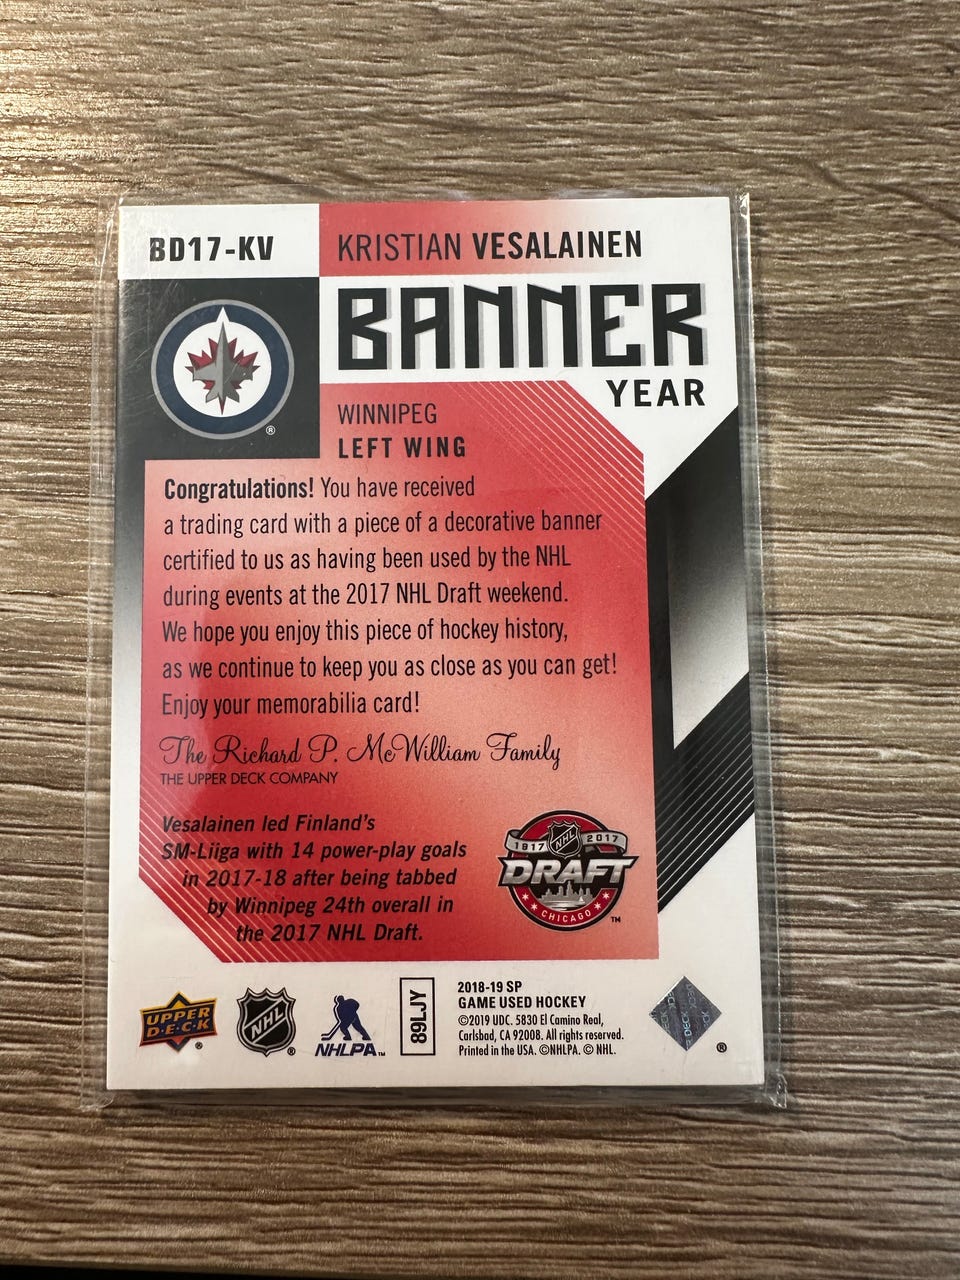 BD17-KV
KRISTIAN VESALAINEN
BANNER
YEAR
®
WINNIPEG
LEFT WING
Congratulations! You have received
a trading card with a piece of a decorative banner
certified to us as having been used by the NHL
during events at the 2017 NHL Draft weekend.
We hope you enjoy this piece of hockey history,
as we continue to keep you as close as you can get!
Enjoy your memorabilia card!
The Richard P. McWilliam Family
THE UPPER DECK COMPANY
Vesalainen led Finland's
SM-Liiga with 14 power-play goals
in 2017-18 after being tabbed
by Winnipeg 24th overall in
the 2017 NHL Draft.
NHL
1917 2017
DRAFT
CHICAGO
™
UPPER
DECK
®
NHL
®
NHLPA™
89LJY
2018-19 SP
GAME USED HOCKEY
©2019 UDC. 5830 El Camino Real,
Carlsbad, CA 92008. All rights reserved.
Printed in the USA. ©NHLPA. © NHL.
®